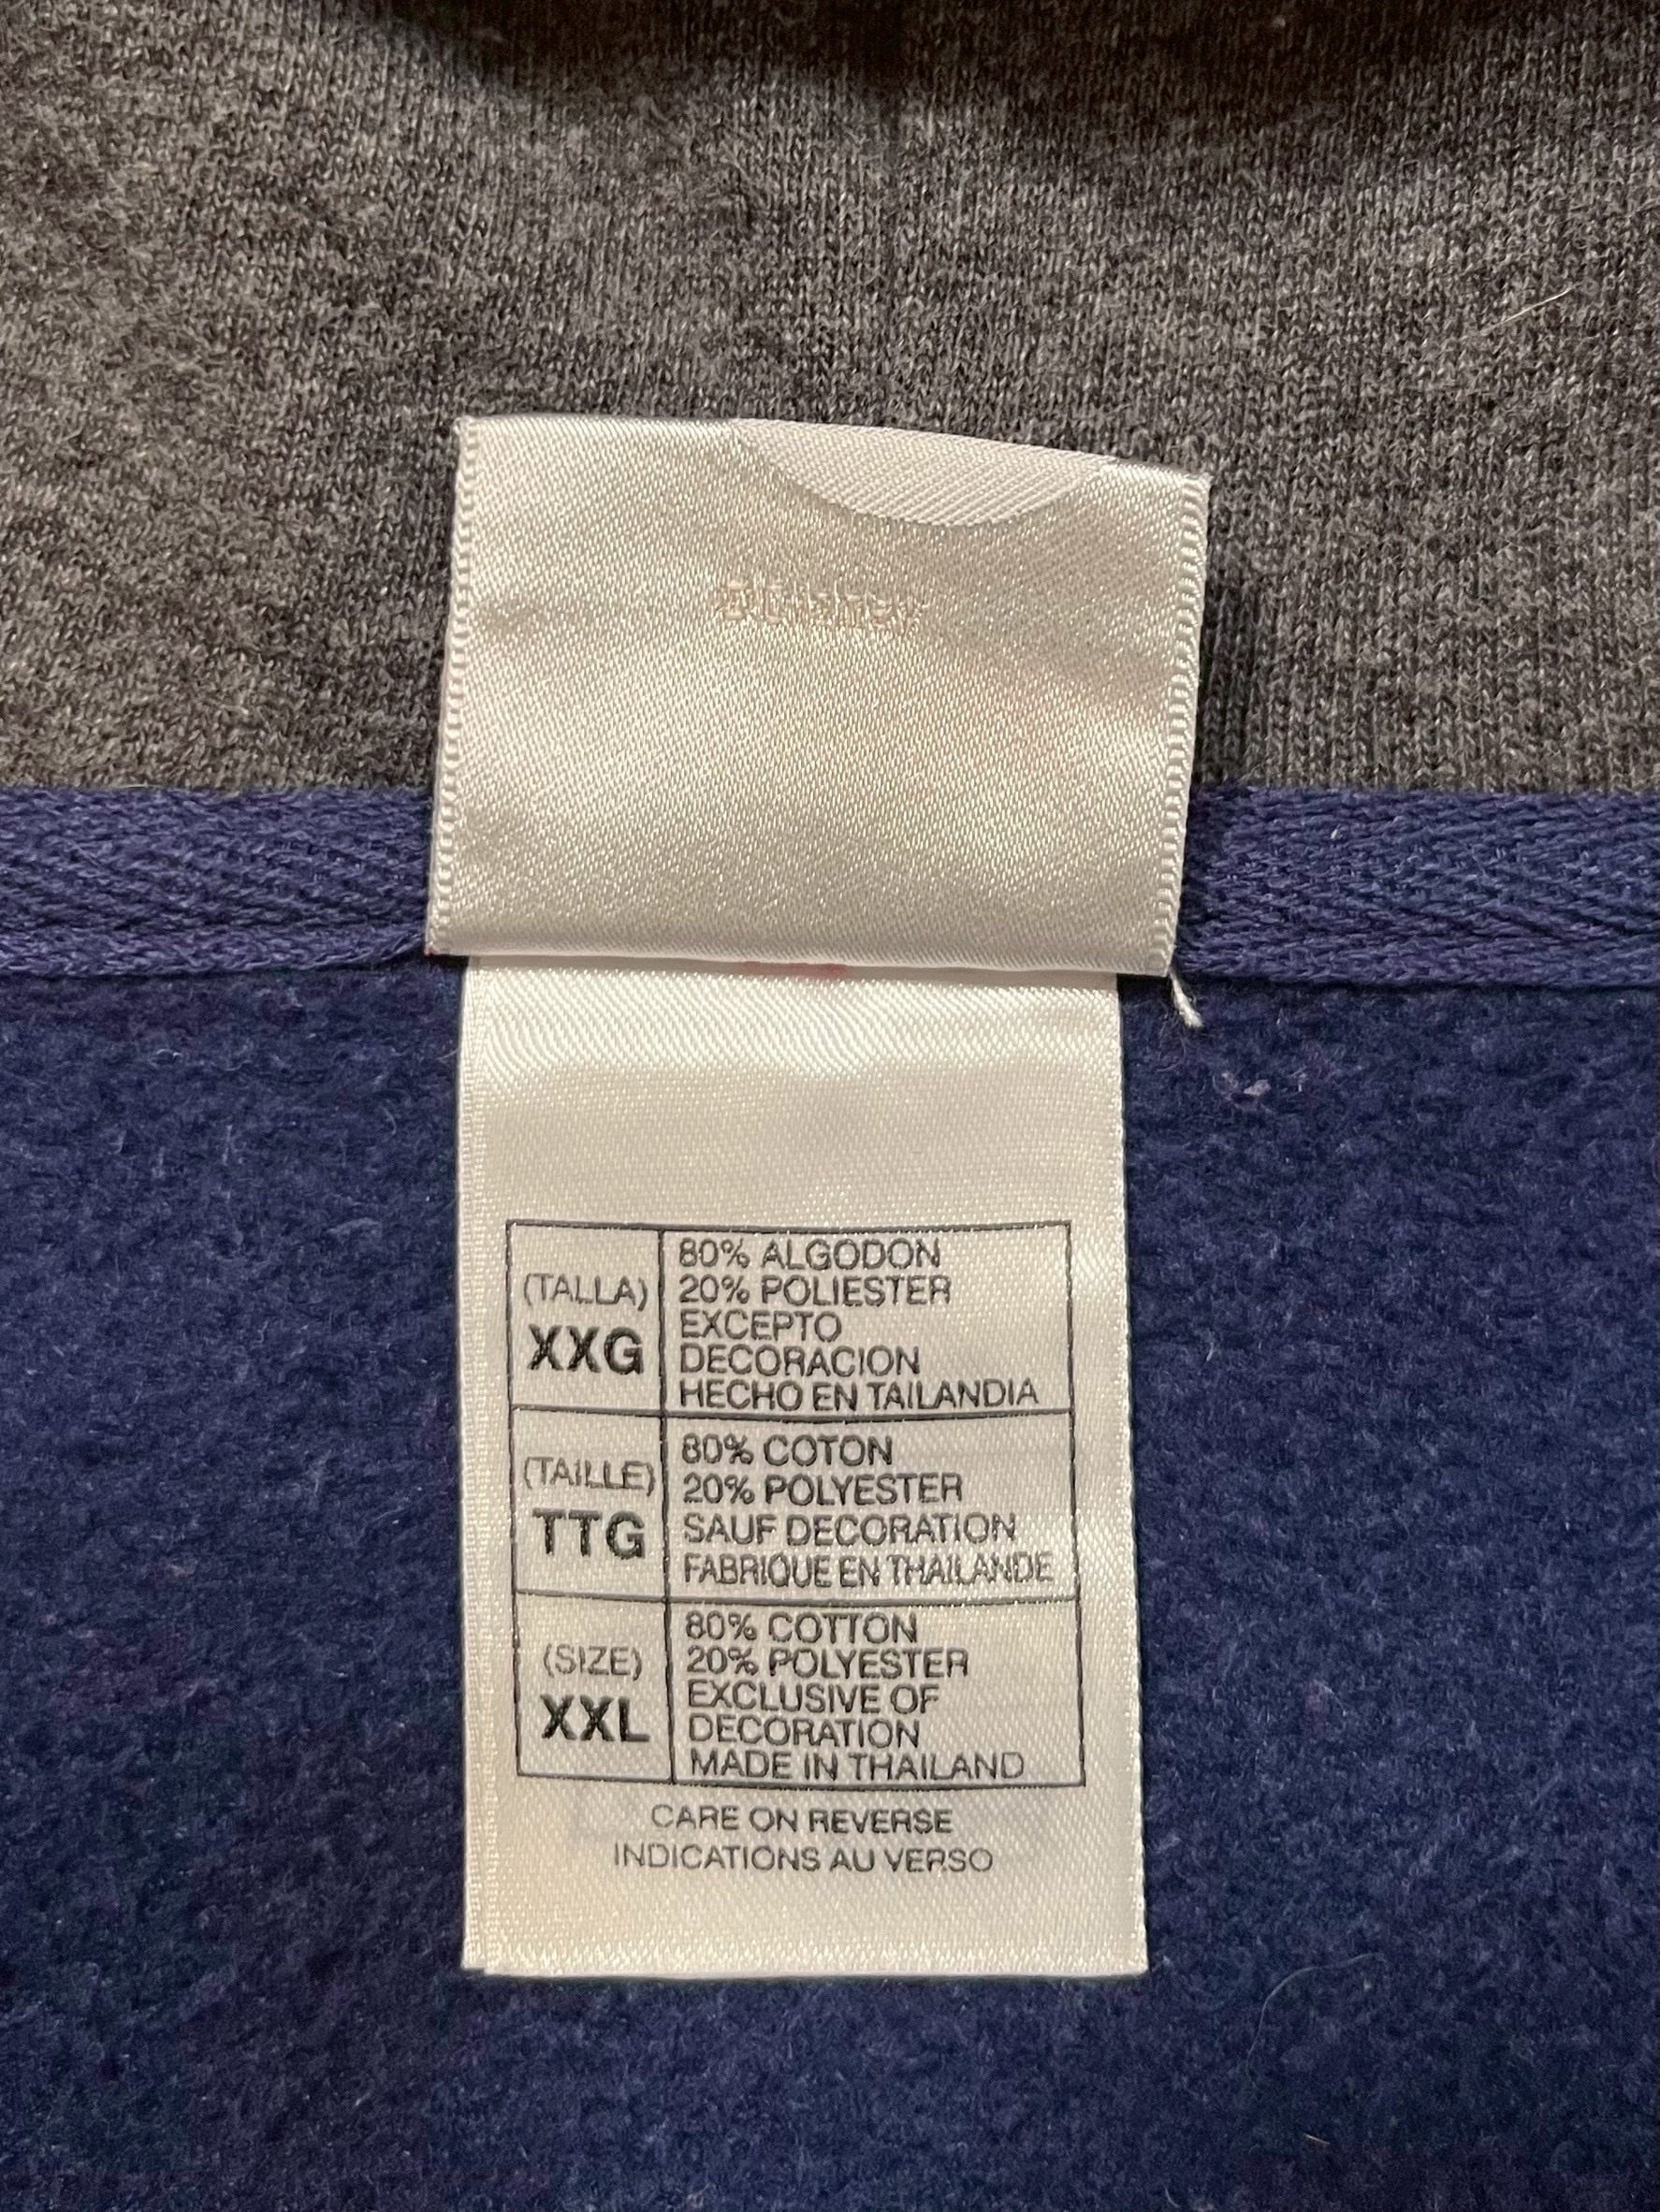 (TALLA)
XXG
80% ALGODON
20% POLIESTER
EXCEPTO
DECORACION
HECHO EN TAILANDIA
(TAILLE)
TTG
80% COTON
20% POLYESTER
SAUF DECORATION
FABRIQUE EN THAILANDE
(SIZE)
XXL
80% COTTON
20% POLYESTER
EXCLUSIVE OF
DECORATION
MADE IN THAILAND
CARE ON REVERSE
INDICATIONS AU VERSO